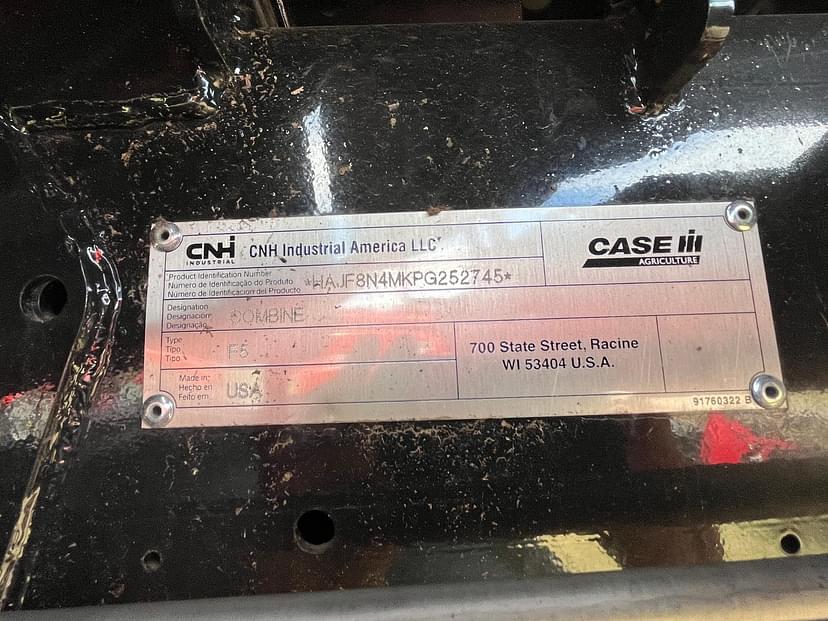 CNH INDUSTRIAL
CNH Industrial America LLC
CASE IH
AGRICULTURE
Product Identification Number
Número de Identificação do Produto
Número de Identificacion del Producto
*HAJF8N4MKPG252745*
Designation
Designacion
Designação
COMBINE
Type
Tipo
Tipo
F5
700 State Street, Racine
WI 53404 U.S.A.
Made in:
Hecho en
Feito em
USA
91760322 B